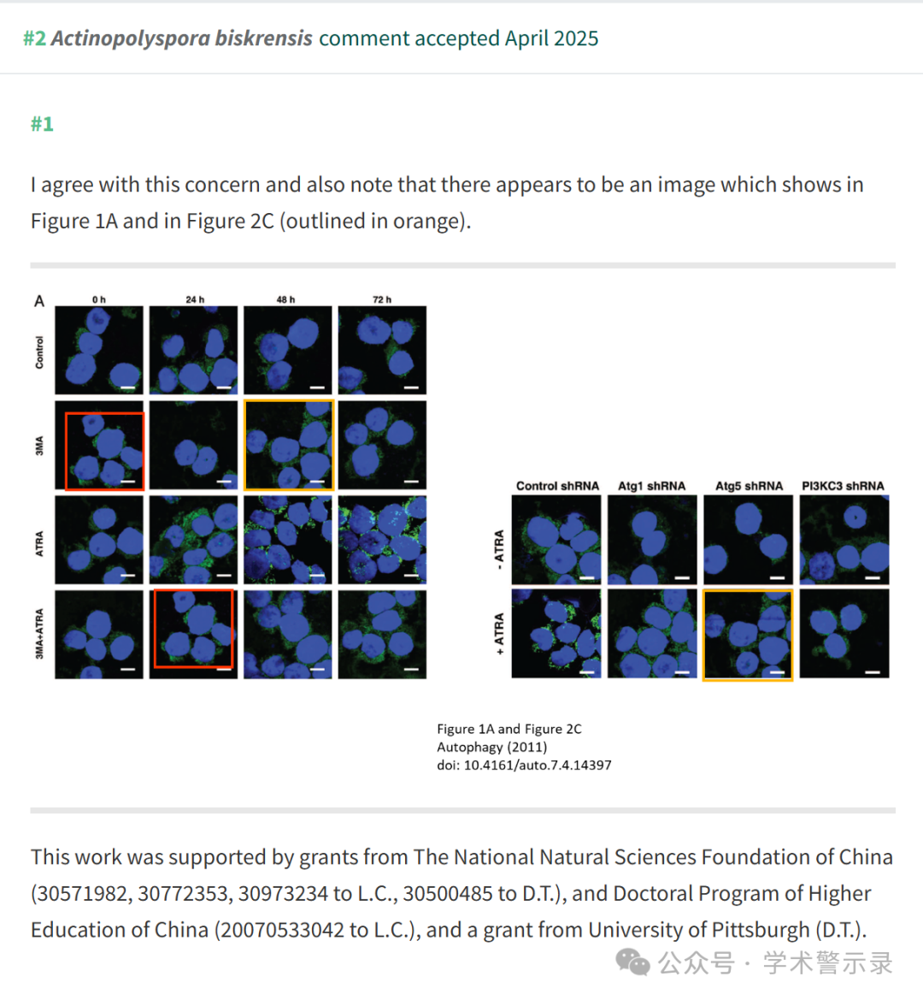 #2 Actinopolyspora biskrensis comment accepted April 2025
#1
I agree with this concern and also note that there appears to be an image which shows in
Figure 1A and in Figure 2C (outlined in orange).
A
0 h 24 h 48 h 72 h
Control
3MA
ATRA
3MA+ATRA
Control shRNA Atg1 shRNA Atg5 shRNA PI3KC3 shRNA
- ATRA
+ ATRA
Figure 1A and Figure 2C
Autophagy (2011)
doi: 10.4161/auto.7.4.14397
This work was supported by grants from The National Natural Sciences Foundation of China
(30571982, 30772353, 30973234 to L.C., 30500485 to D.T.), and Doctoral Program of Higher
Education of China (20070533042 to L.C.), and a grant from University of Pittsburgh (D.T.).
公众号 · 学术警示录